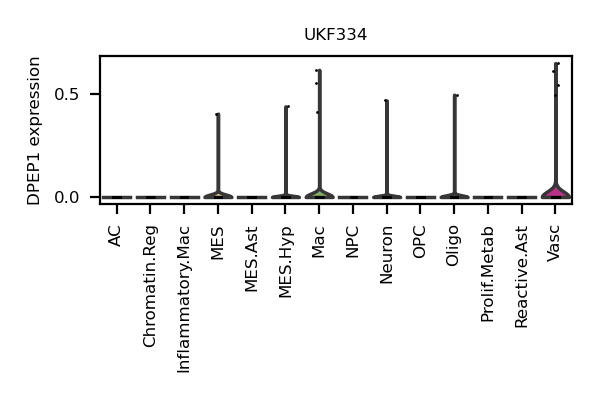 UKF334
DPEP1 expression
0.5
0.0
AC
Chromatin.Reg
Inflammatory.Mac
MES
MES.Ast
MES.Hyp
Mac
NPC
Neuron
OPC
Oligo
Prolif.Metab
Reactive.Ast
Vasc